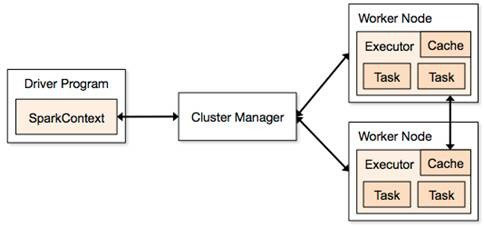 Driver Program
SparkContext
Cluster Manager
Worker Node
Executor
Cache
Task
Task
Worker Node
Executor
Cache
Task
Task